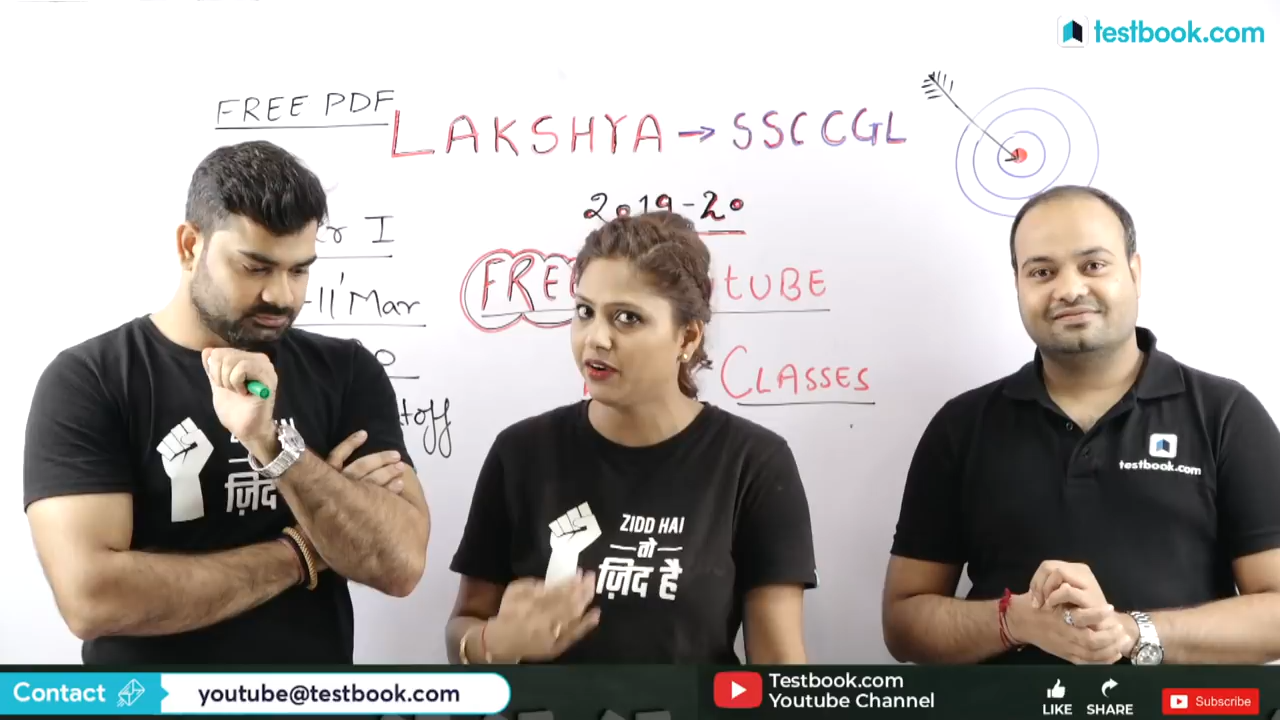 testbook.com
FREE PDF
LAKSHYA → SSC CGL
2019-20
I
FREE TUBE
11 Mar
CLASSES
ZIDD HAI
तो
ज़िद है
ज़िद
testbook.com
Contact youtube@testbook.com
Testbook.com
Youtube Channel
LIKE SHARE Subscribe